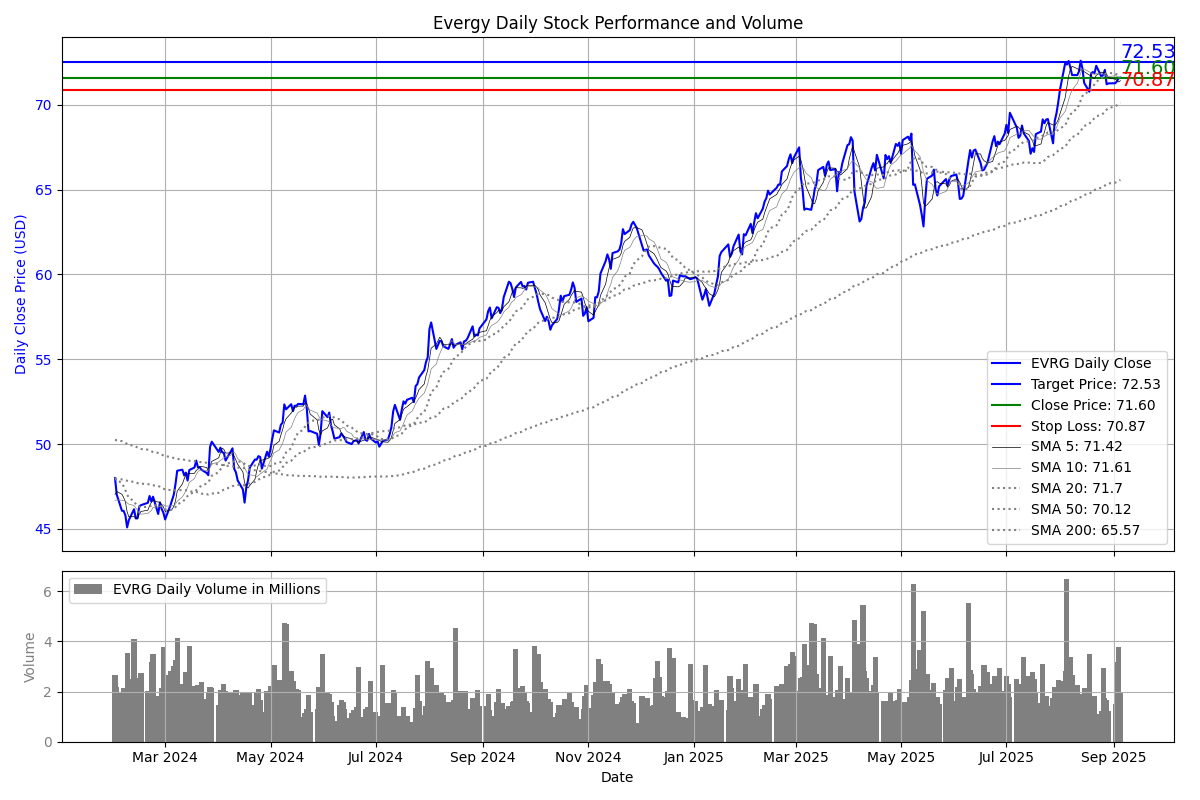 Evergy Daily Stock Performance and Volume
72.53
71.60
70.87
70
65
60
55
50
45
Daily Close Price (USD)
EVRG Daily Close
Target Price: 72.53
Close Price: 71.60
Stop Loss: 70.87
SMA 5: 71.42
SMA 10: 71.61
SMA 20: 71.7
SMA 50: 70.12
SMA 200: 65.57
EVRG Daily Volume in Millions
6
4
2
0
Volume
Mar 2024
May 2024
Jul 2024
Sep 2024
Nov 2024
Jan 2025
Mar 2025
May 2025
Jul 2025
Sep 2025
Date